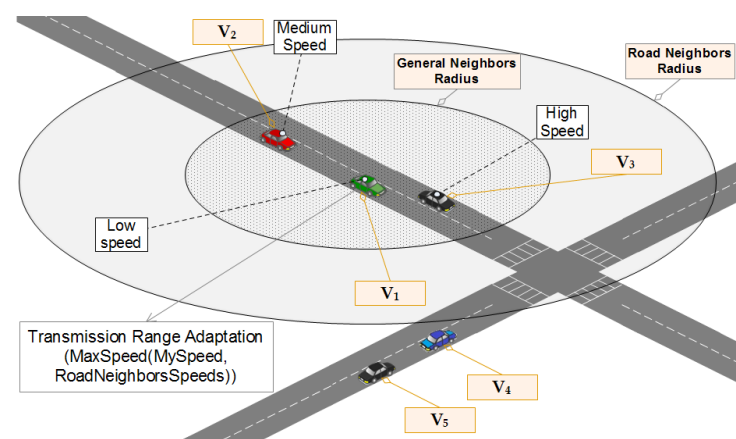 V2
Medium
Speed
General Neighbors
Radius
Road Neighbors
Radius
High
Speed
V3
Low
speed
V1
Transmission Range Adaptation
(MaxSpeed(MySpeed,
RoadNeighborsSpeeds))
V4
V5